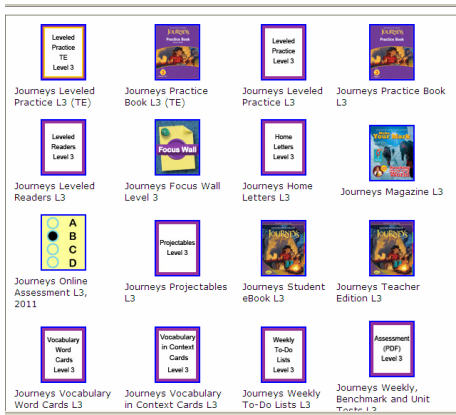 Leveled
Practice
TE
Level 3
JOURNEYS
Practice Book
Leveled
Practice
Level 3
JOURNEYS
Practice Book
Journeys Leveled
Practice L3 (TE)
Journeys Practice
Book L3 (TE)
Journeys Leveled
Practice L3
Journeys Practice Book
L3
Leveled
Readers
Level 3
Focus Wall
Home
Letters
Level 3
Your Mark
Word
Journeys Leveled
Readers L3
Journeys Focus Wall
Level 3
Journeys Home
Letters L3
Journeys Magazine L3
A
B
C
D
Projectables
Level 3
JOURNEYS
JOURNEYS
Journeys Online
Assessment L3,
2011
Journeys Projectables
L3
Journeys Student
eBook L3
Journeys Teacher
Edition L3
Vocabulary
Word
Cards
Level 3
Vocabulary
in Context
Cards
Level 3
Weekly
To-Do
Lists
Level 3
Assessment
(PDF)
Level 3
Journeys Vocabulary
Word Cards L3
Journeys Vocabulary
in Context Cards L3
Journeys Weekly
To-Do Lists L3
Journeys Weekly,
Benchmark and Unit
Tests L3